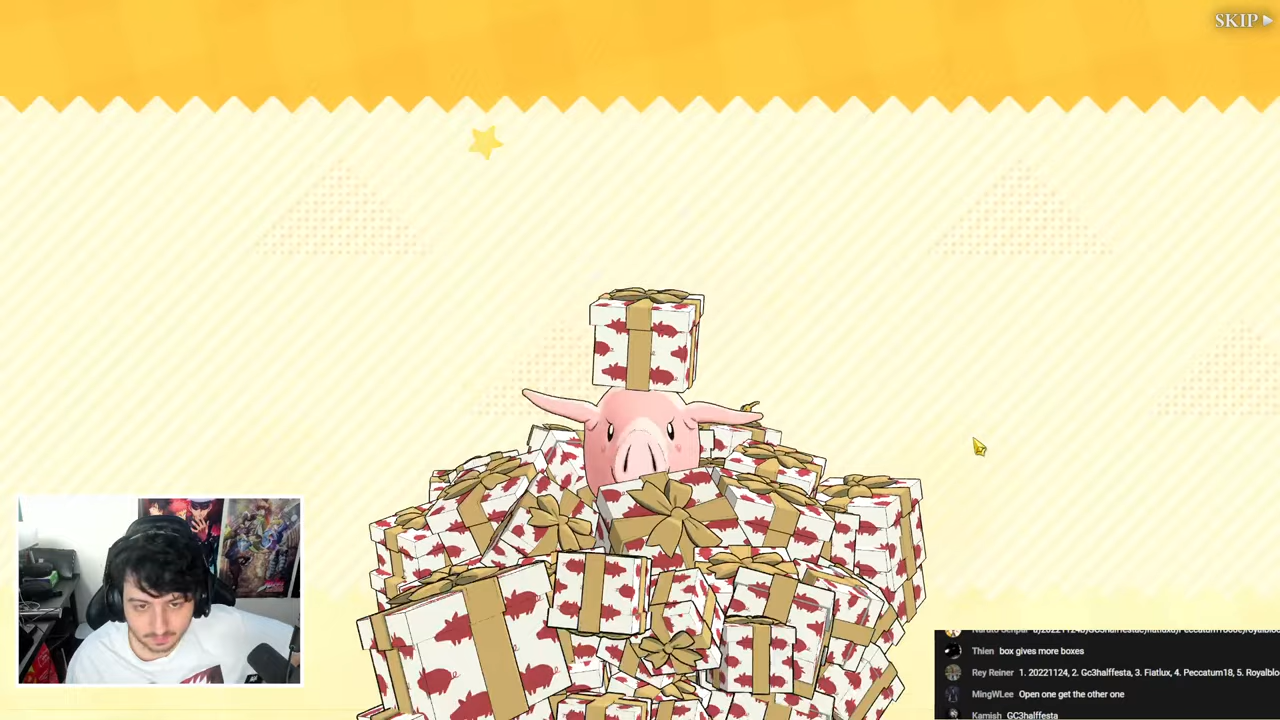 SKIP
Thien box gives more boxes
Rey Reiner 1. 20221124, 2. Gc3halffesta, 3. Fiatlux, 4. Peccatum18, 5. Royalblo
MingWLee Open one get the other one
Kamish GC3halffesta